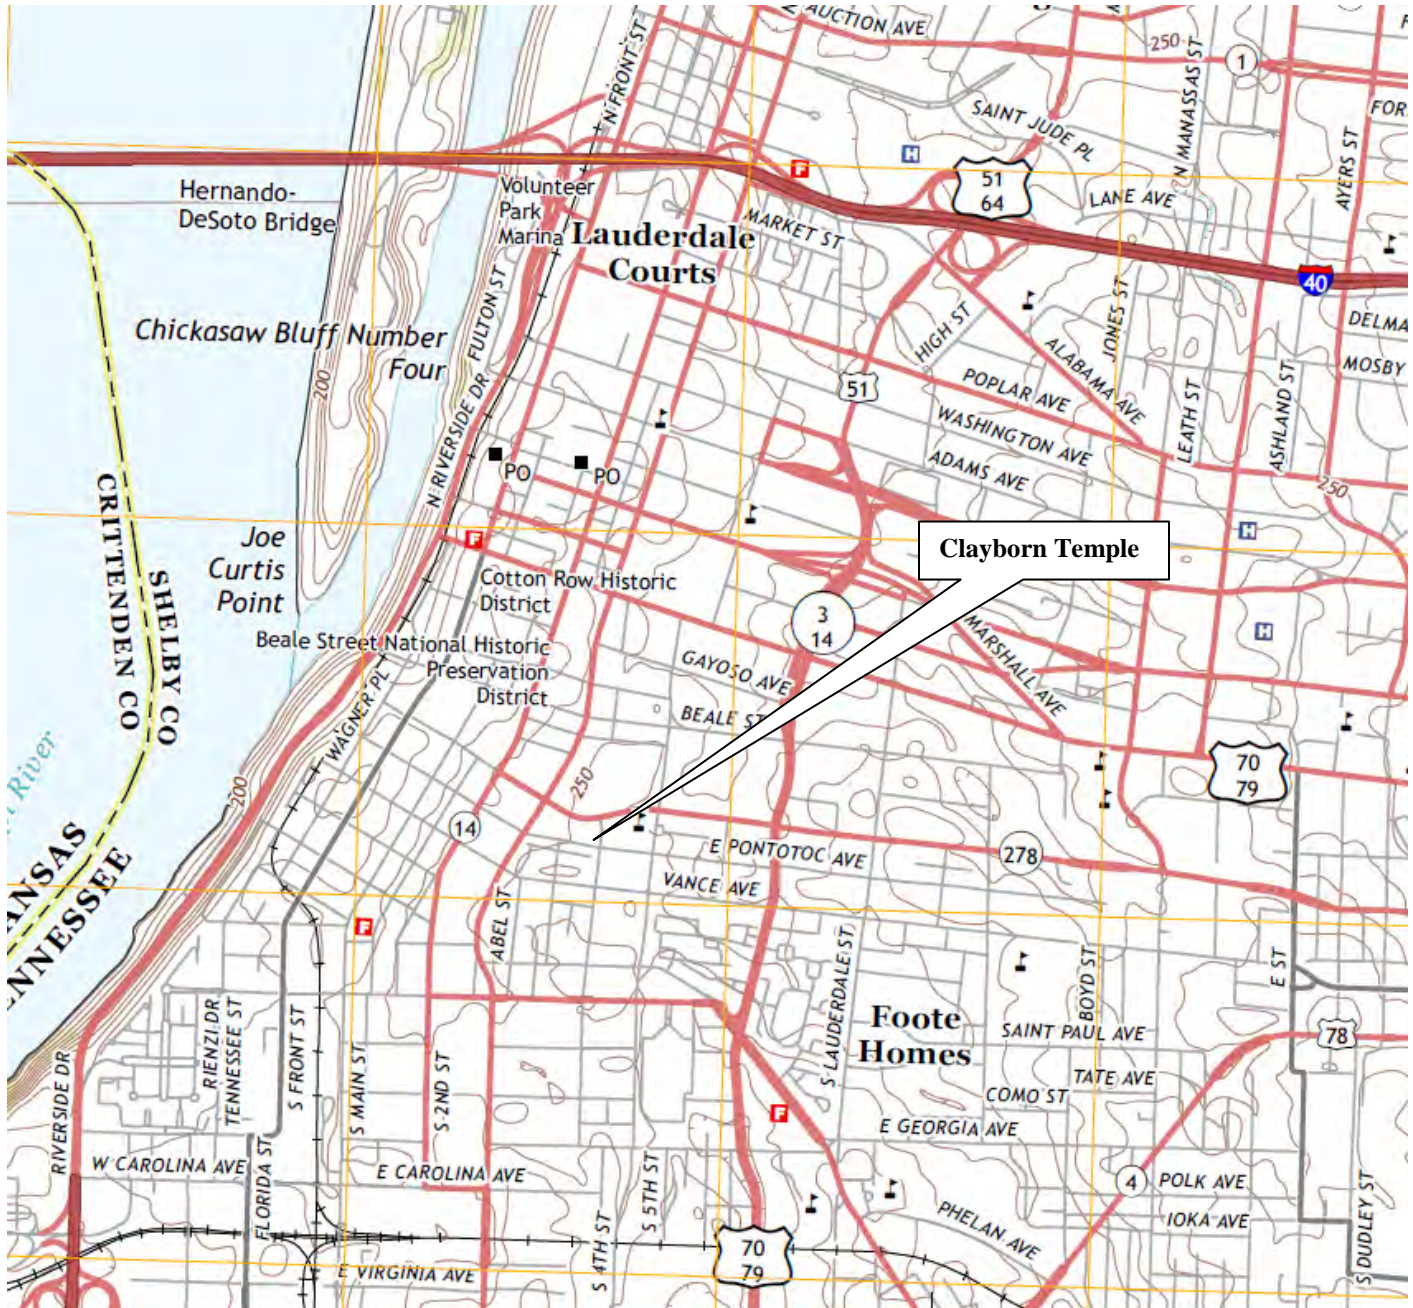 AUCTION AVE
250
1
N FRONT ST
N MANASSAS ST
SAINT JUDE PL
AYERS ST
H
F
51
64
LANE AVE
Hernando-
DeSoto Bridge
Volunteer
Park
Marina
MARKET ST
Lauderdale
Courts
40
FULTON ST
HIGH ST
JONES ST
ALABAMA AVE
DELMA
MOSBY
Chickasaw Bluff Number
Four
200
51
POPLAR AVE
LEATH ST
ASHLAND ST
N RIVERSIDE DR
WASHINGTON AVE
ADAMS AVE
PO
PO
250
CRITTENDEN CO
SHELBY CO
Joe
Curtis
Point
F
Clayborn Temple
H
Cotton Row Historic
District
3
14
H
Beale Street National Historic
Preservation
District
GAYOSO AVE
MARSHALL AVE
BEALE ST
WAGNER PL
River
200
250
70
79
14
E PONTOTOC AVE
278
VANCE AVE
ANSAS
ENNESSEE
F
ABEL ST
S LAUDERDALE ST
BOYD ST
E ST
Foote
Homes
SAINT PAUL AVE
78
RIENZI DR
TENNESSEE ST
S FRONT ST
S MAIN ST
S 2ND ST
TATE AVE
COMO ST
RIVERSIDE DR
F
E GEORGIA AVE
W CAROLINA AVE
FLORIDA ST
E CAROLINA AVE
S 5TH ST
4
POLK AVE
IOKA AVE
S 4TH ST
PHELAN AVE
S DUDLEY ST
70
79
E VIRGINIA AVE